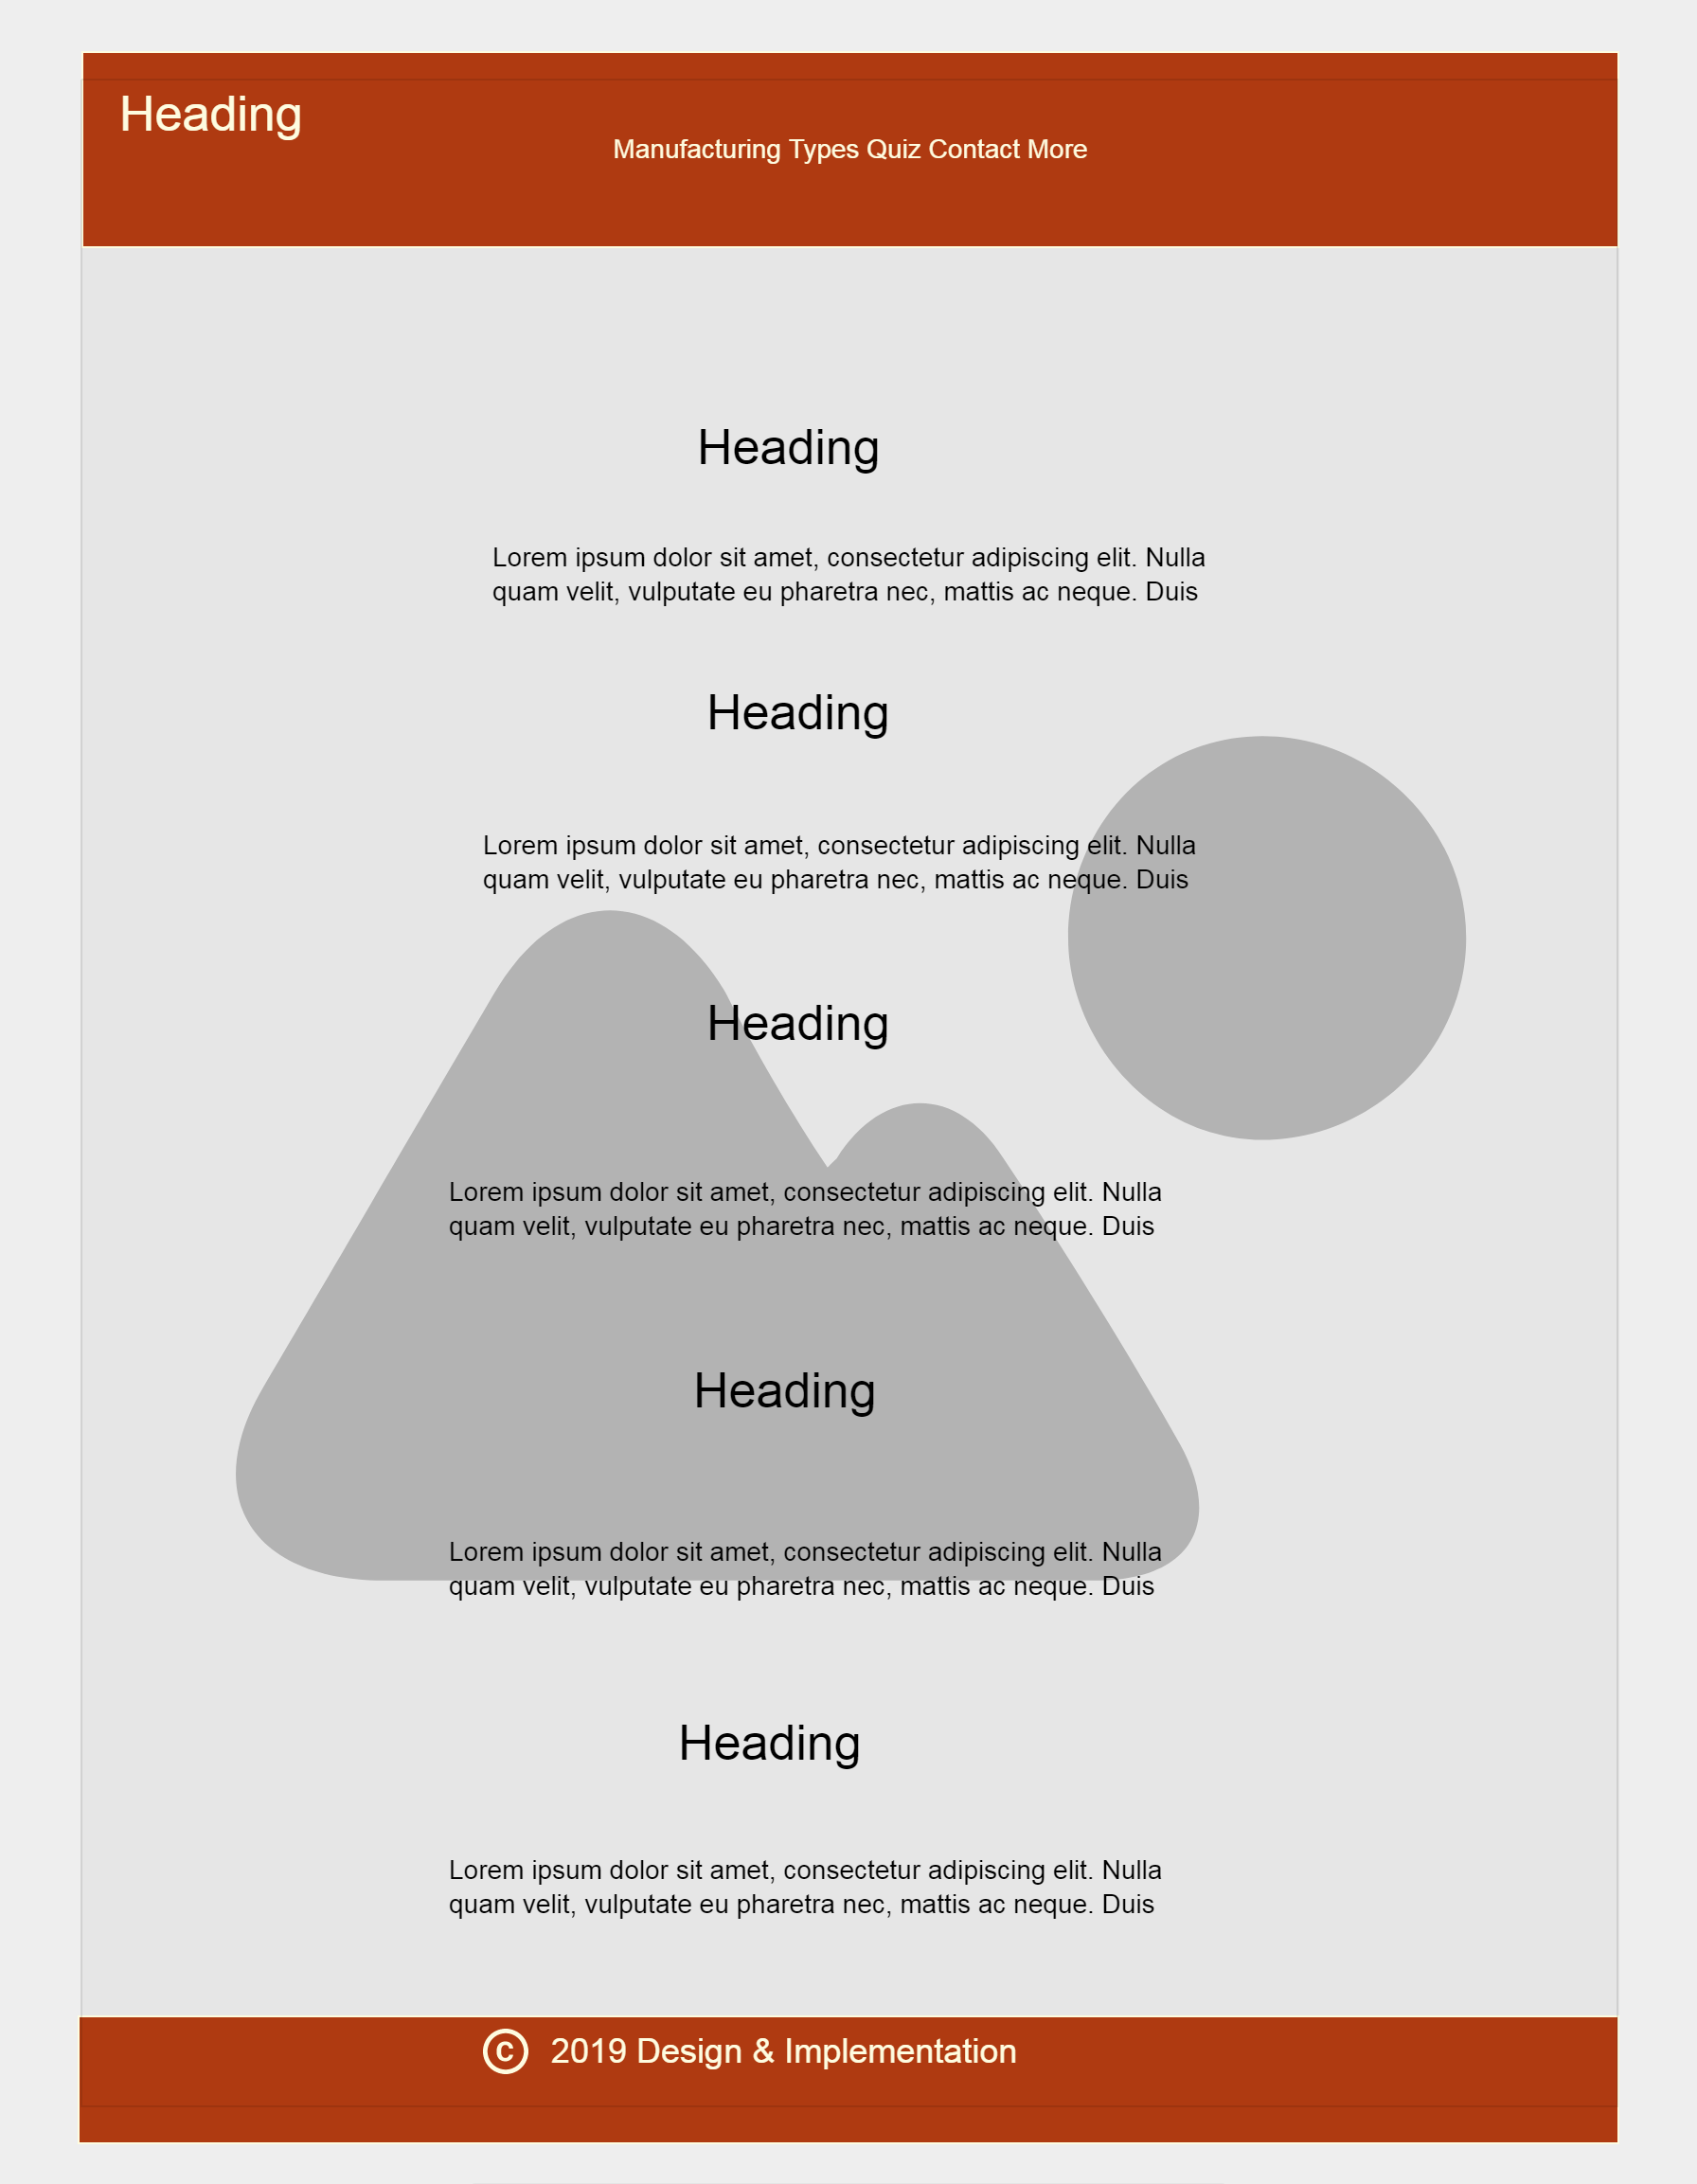 Heading
Manufacturing Types Quiz Contact More
Heading
Lorem ipsum dolor sit amet, consectetur adipiscing elit. Nulla
quam velit, vulputate eu pharetra nec, mattis ac neque. Duis
Heading
Lorem ipsum dolor sit amet, consectetur adipiscing elit. Nulla
quam velit, vulputate eu pharetra nec, mattis ac neque. Duis
Heading
Lorem ipsum dolor sit amet, consectetur adipiscing elit. Nulla
quam velit, vulputate eu pharetra nec, mattis ac neque. Duis
Heading
Lorem ipsum dolor sit amet, consectetur adipiscing elit. Nulla
quam velit, vulputate eu pharetra nec, mattis ac neque. Duis
Heading
Lorem ipsum dolor sit amet, consectetur adipiscing elit. Nulla
quam velit, vulputate eu pharetra nec, mattis ac neque. Duis
© 2019 Design & Implementation